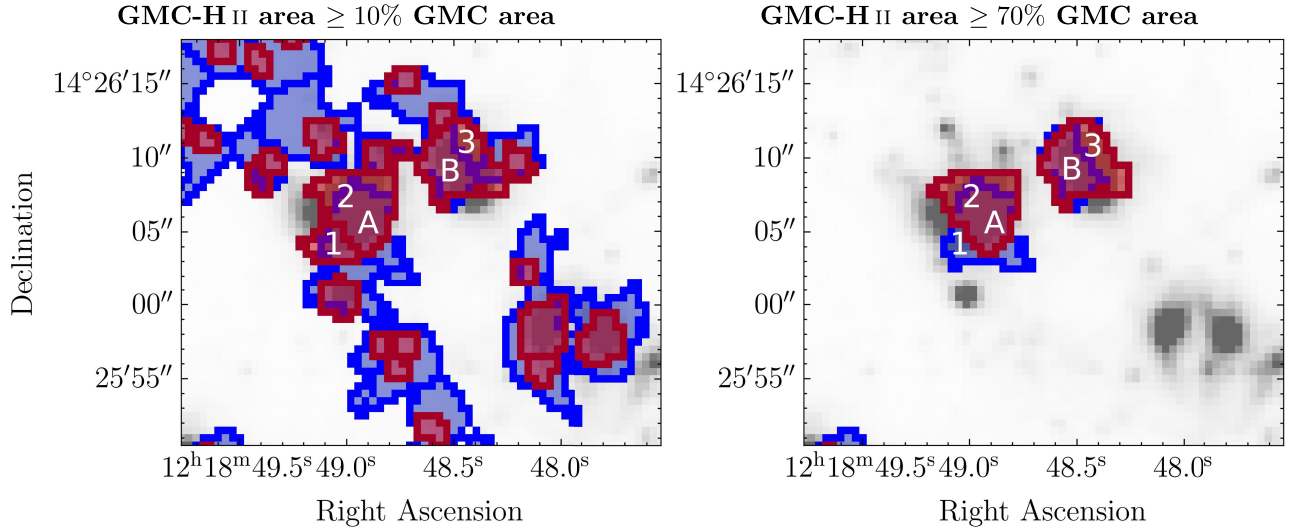 GMC-H II area ≥ 10% GMC area
GMC-H II area ≥ 70% GMC area
14°26′15″
10″
05″
00″
25′55″
Declination
3
B
2
A
1
12ʰ18ᵐ49.5ˢ 49.0ˢ 48.5ˢ 48.0ˢ
Right Ascension
14°26′15″
10″
05″
00″
25′55″
3
B
2
A
1
12ʰ18ᵐ49.5ˢ 49.0ˢ 48.5ˢ 48.0ˢ
Right Ascension